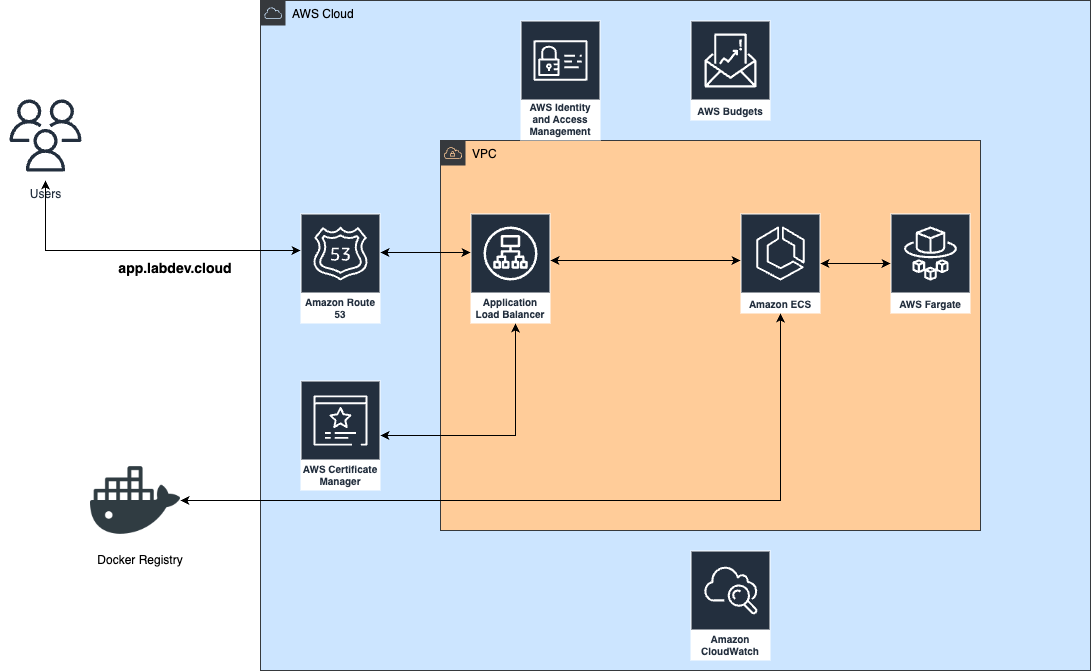 AWS Cloud
AWS Identity
and Access
Management
AWS Budgets
VPC
Users
app.labdev.cloud
53
Amazon Route
53
Application
Load Balancer
Amazon ECS
AWS Fargate
AWS Certificate
Manager
Docker Registry
Amazon
CloudWatch